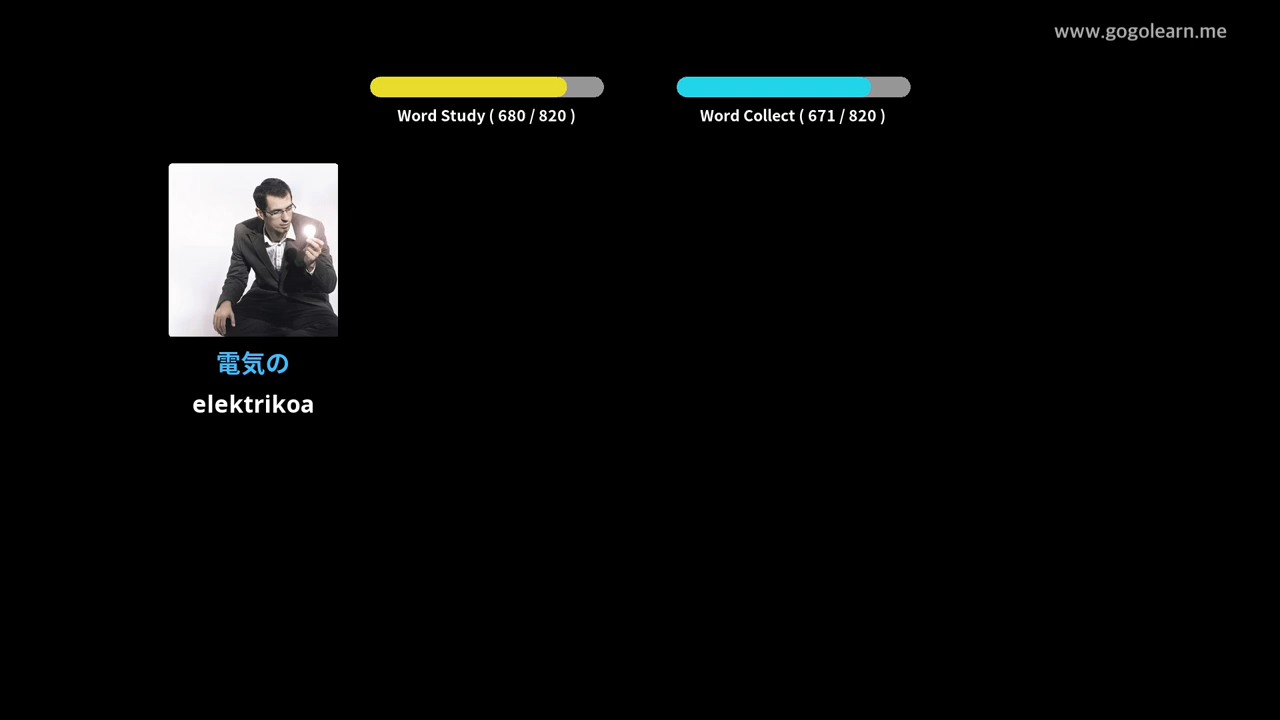 www.gogolearn.me
Word Study ( 680 / 820 )
Word Collect ( 671 / 820 )
電気の
elektrikoa